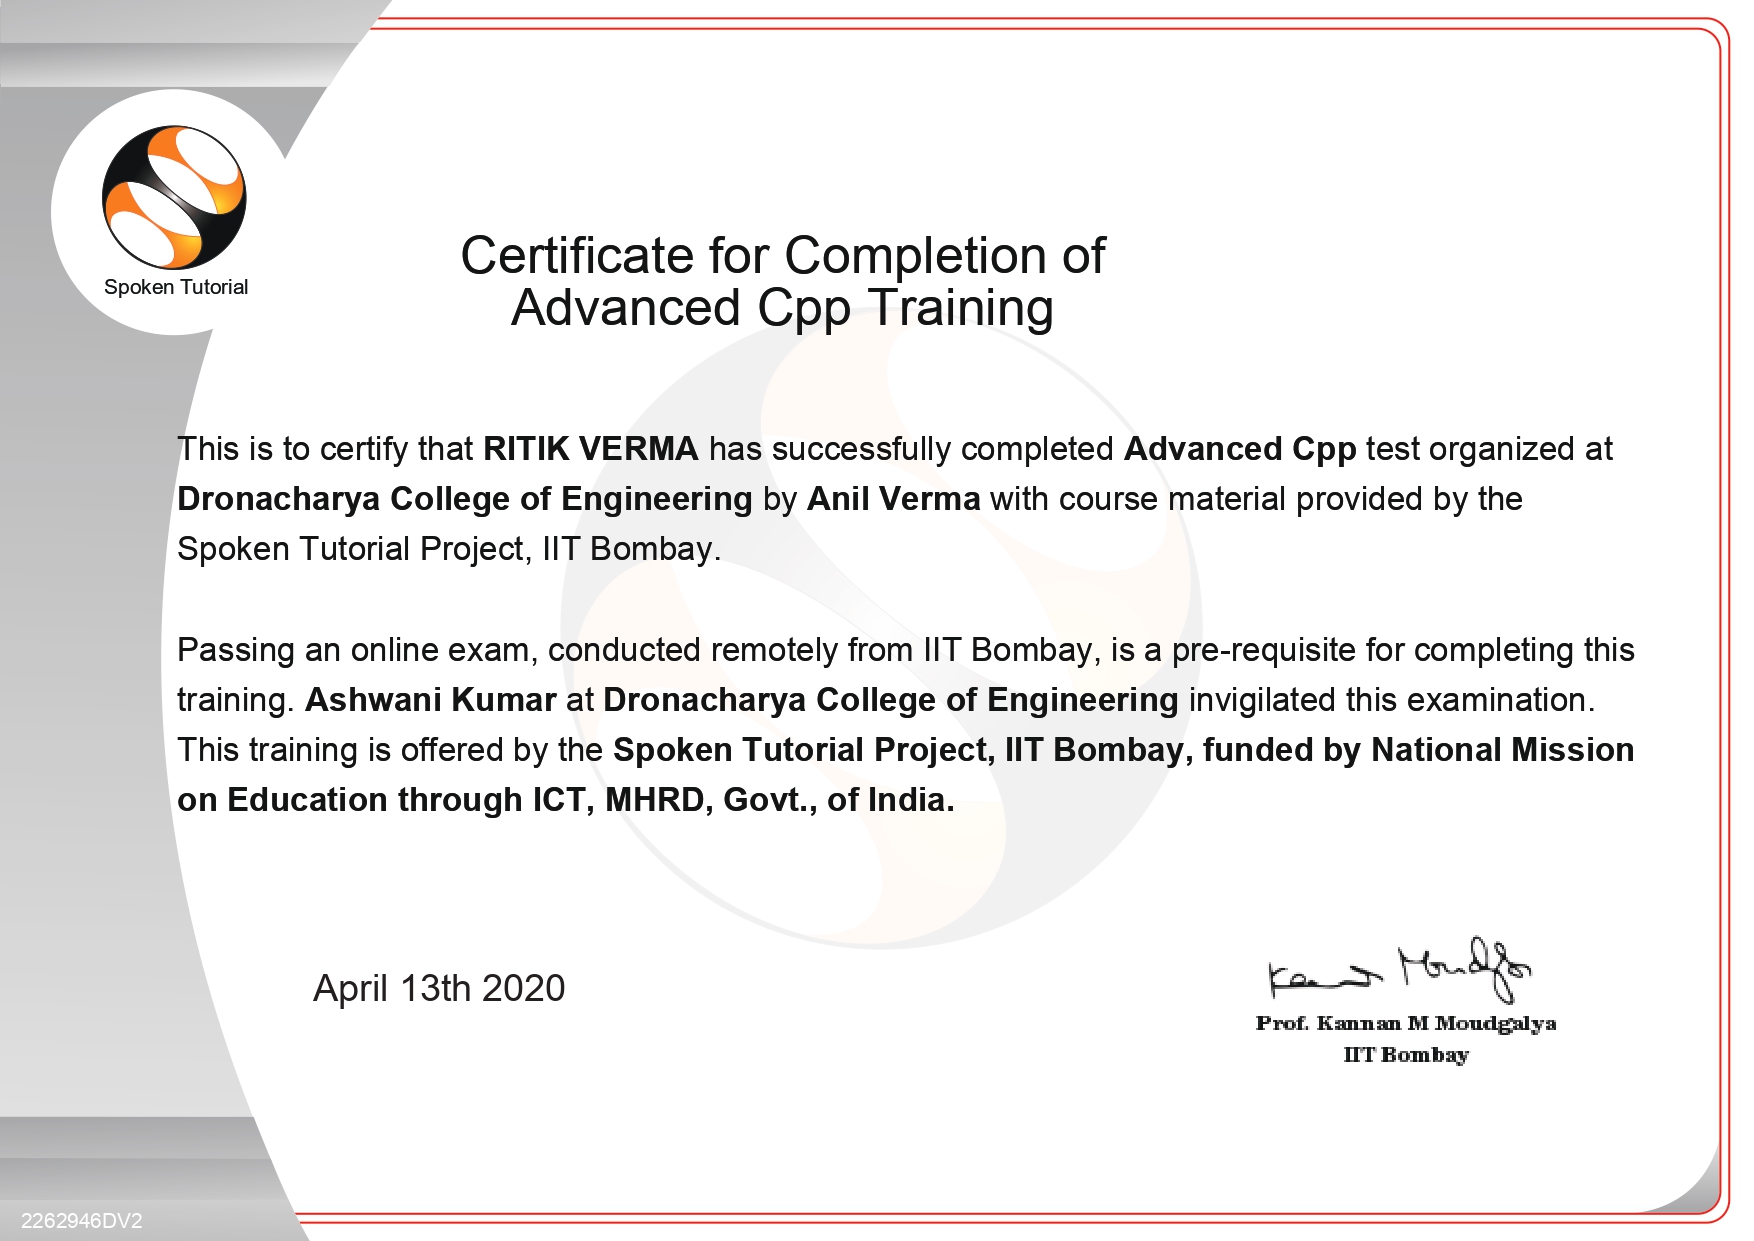 Spoken Tutorial
Certificate for Completion of
Advanced Cpp Training
This is to certify that RITIK VERMA has successfully completed Advanced Cpp test organized at
Dronacharya College of Engineering by Anil Verma with course material provided by the
Spoken Tutorial Project, IIT Bombay.
Passing an online exam, conducted remotely from IIT Bombay, is a pre-requisite for completing this
training. Ashwani Kumar at Dronacharya College of Engineering invigilated this examination.
This training is offered by the Spoken Tutorial Project, IIT Bombay, funded by National Mission
on Education through ICT, MHRD, Govt., of India.
April 13th 2020
Kannan Moudgalya
Prof. Kannan M Moudgalya
IIT Bombay
2262946DV2